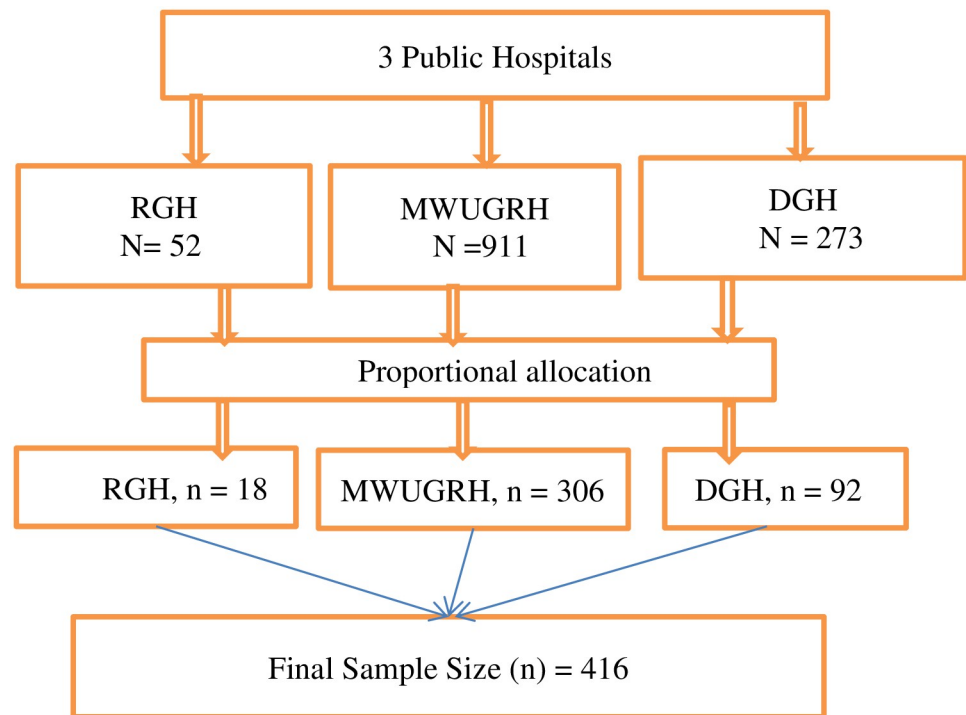 3 Public Hospitals
RGH
N= 52
MWUGRH
N =911
DGH
N = 273
Proportional allocation
RGH, n = 18
MWUGRH, n = 306
DGH, n = 92
Final Sample Size (n) = 416